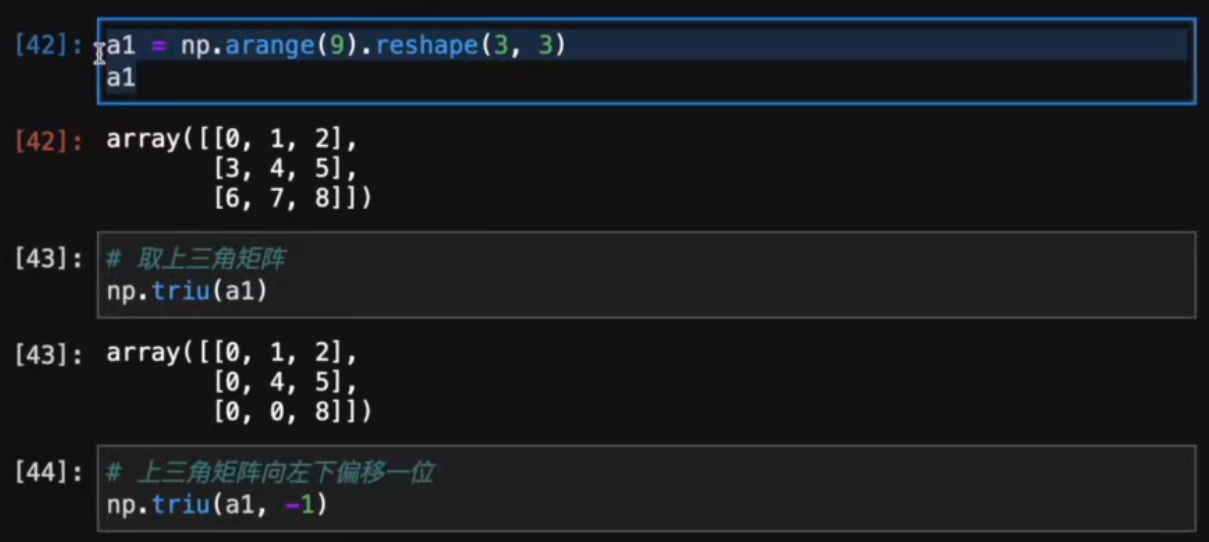 [42]: a1 = np.arange(9).reshape(3, 3)
a1
[42]: array([[0, 1, 2],
[3, 4, 5],
[6, 7, 8]])
[43]: # 取上三角矩阵
np.triu(a1)
[43]: array([[0, 1, 2],
[0, 4, 5],
[0, 0, 8]])
[44]: # 上三角矩阵向左下偏移一位
np.triu(a1, -1)